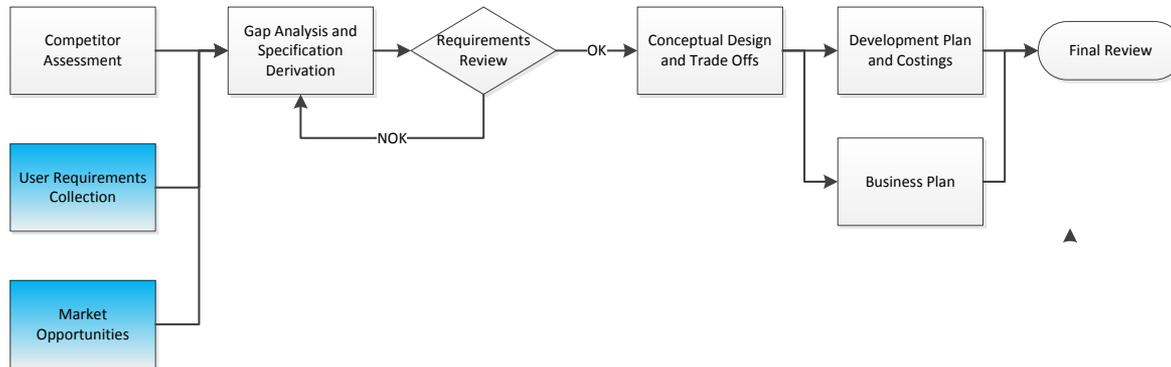 Competitor
Assessment
Gap Analysis and
Specification
Derivation
Requirements
Review
OK
Conceptual Design
and Trade Offs
Development Plan
and Costings
Final Review
NOK
User Requirements
Collection
Business Plan
Market
Opportunities